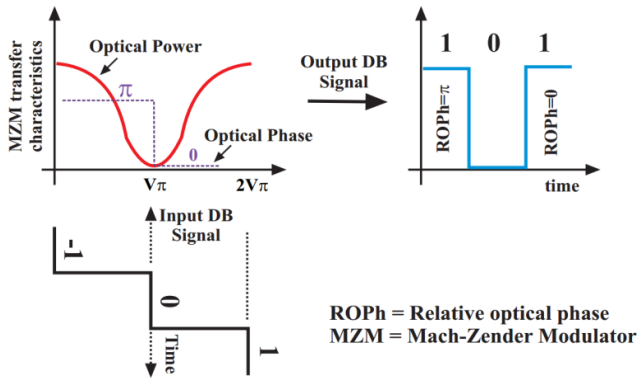 MZM transfer
characteristics
Optical Power
π
0
Optical Phase
Vπ
2Vπ
Output DB
Signal
1 0 1
ROPh=π
ROPh=0
time
Input DB
Signal
-1
0
1
Time
ROPh = Relative optical phase
MZM = Mach-Zender Modulator